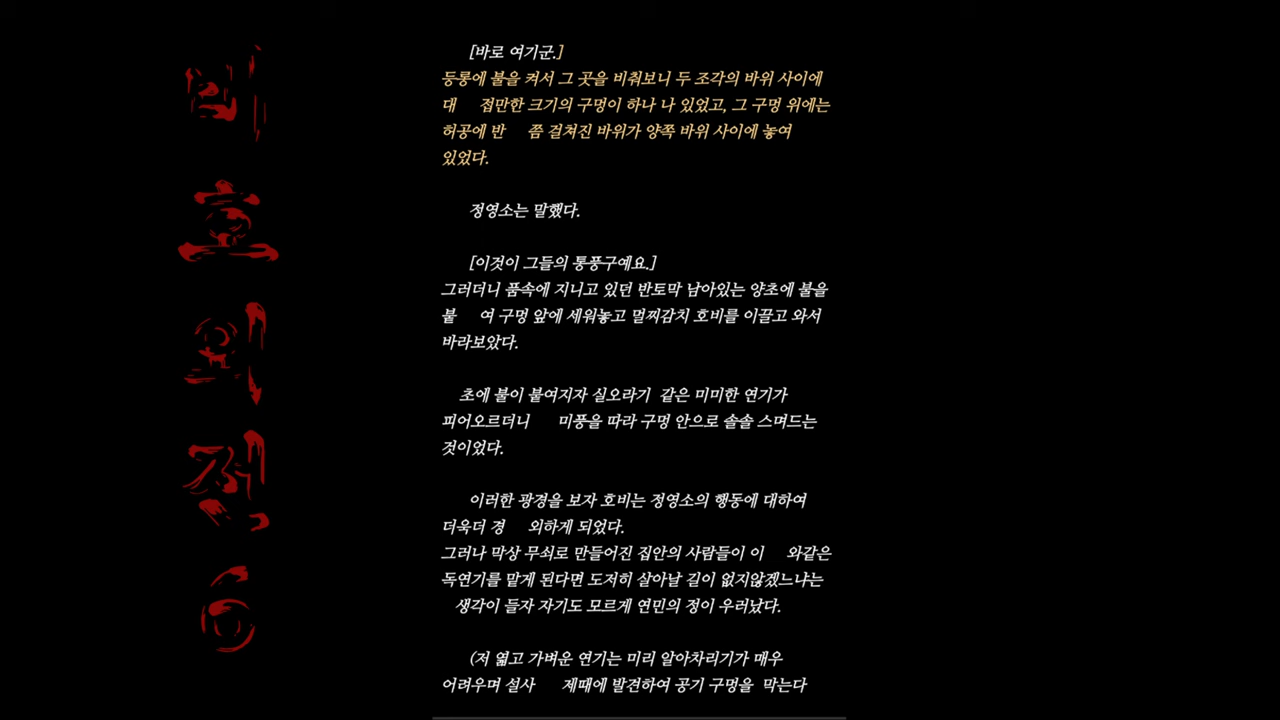 비
호
외
전
6
[바로 여기군.]
등롱에 불을 켜서 그 곳을 비춰보니 두 조각의 바위 사이에
대 접만한 크기의 구멍이 하나 나 있었고, 그 구멍 위에는
허공에 반 쯤 걸쳐진 바위가 양쪽 바위 사이에 놓여
있었다.
정영소는 말했다.
[이것이 그들의 통풍구예요.]
그러더니 품속에 지니고 있던 반토막 남아있는 양초에 불을
붙 여 구멍 앞에 세워놓고 멀찌감치 호비를 이끌고 와서
바라보았다.
초에 불이 붙여지자 실오라기 같은 미미한 연기가
피어오르더니 미풍을 따라 구멍 안으로 솔솔 스며드는
것이었다.
이러한 광경을 보자 호비는 정영소의 행동에 대하여
더욱더 경 외하게 되었다.
그러나 막상 무쇠로 만들어진 집안의 사람들이 이 와같은
독연기를 맡게 된다면 도저히 살아날 길이 없지않겠느냐는
생각이 들자 자기도 모르게 연민의 정이 우러났다.
(저 엷고 가벼운 연기는 미리 알아차리기가 매우
어려우며 설사 제때에 발견하여 공기 구멍을 막는다